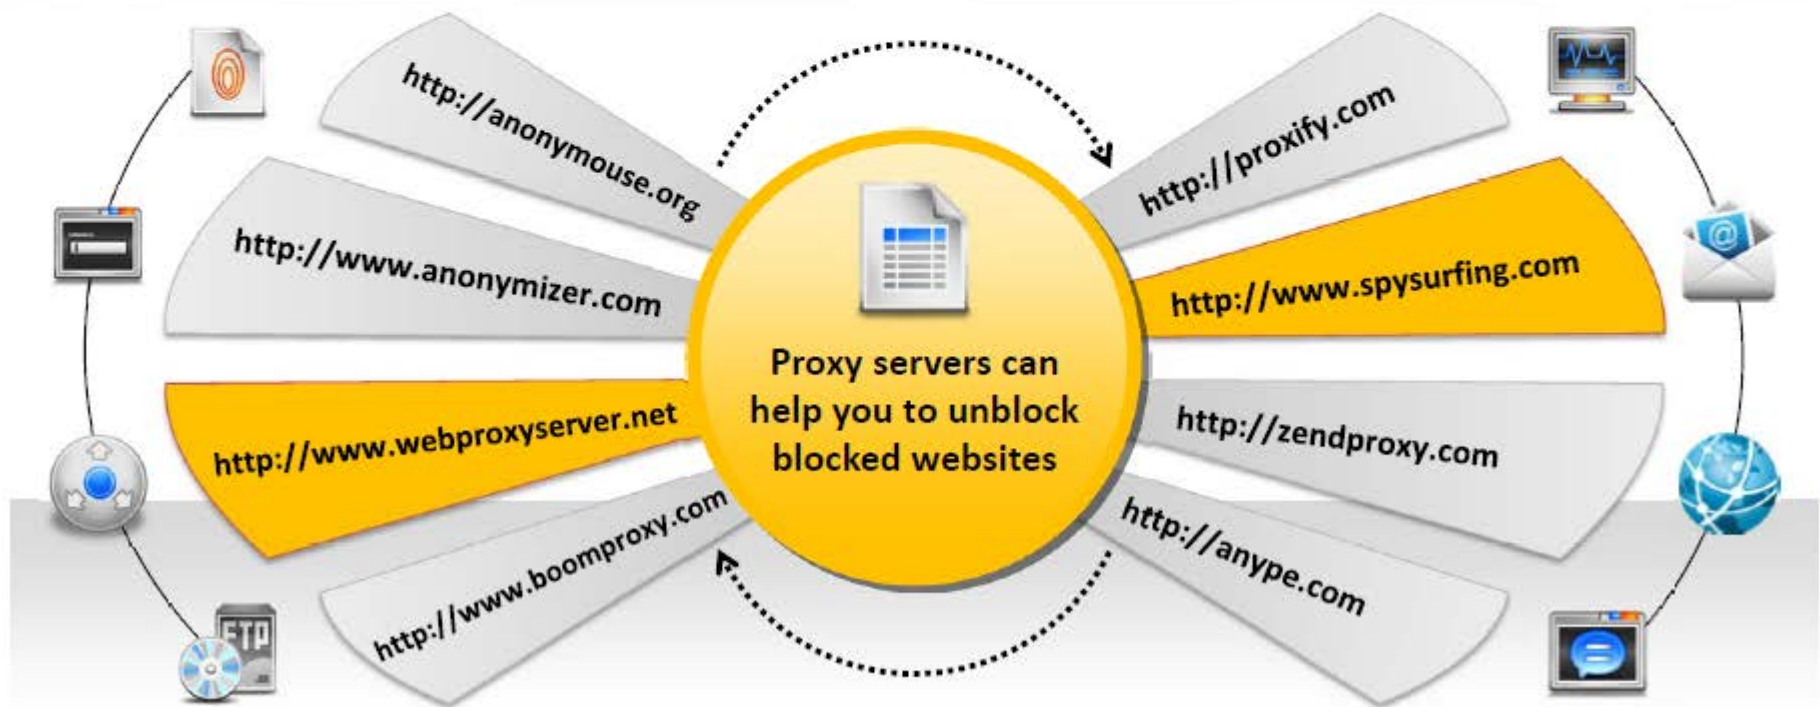 http://anonymouse.org
http://www.anonymizer.com
http://www.webproxyserver.net
http://www.boomproxy.com
Proxy servers can
help you to unblock
blocked websites
http://proxify.com
http://www.spysurfing.com
http://zendproxy.com
http://anype.com
FTP
@